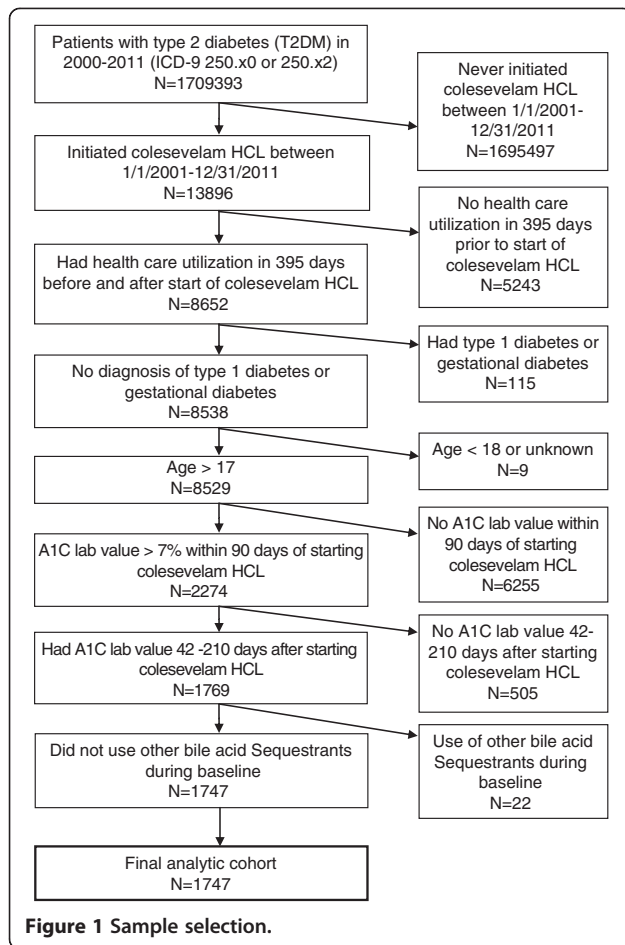 Patients with type 2 diabetes (T2DM) in
2000-2011 (ICD-9 250.x0 or 250.x2)
N=1709393
Never initiated
colesevelam HCL
between 1/1/2001-
12/31/2011
N=1695497
Initiated colesevelam HCL between
1/1/2001-12/31/2011
N=13896
No health care
utilization in 395 days
prior to start of
colesevelam HCL
N=5243
Had health care utilization in 395 days
before and after start of colesevelam HCL
N=8652
Had type 1 diabetes or
gestational diabetes
N=115
No diagnosis of type 1 diabetes or
gestational diabetes
N=8538
Age < 18 or unknown
N=9
Age > 17
N=8529
No A1C lab value within
90 days of starting
colesevelam HCL
N=6255
A1C lab value > 7% within 90 days of starting
colesevelam HCL
N=2274
No A1C lab value 42-
210 days after starting
colesevelam HCL
N=505
Had A1C lab value 42 -210 days after starting
colesevelam HCL
N=1769
Use of other bile acid
Sequestrants during
baseline
N=22
Did not use other bile acid Sequestrants
during baseline
N=1747
Final analytic cohort
N=1747
Figure 1 Sample selection.